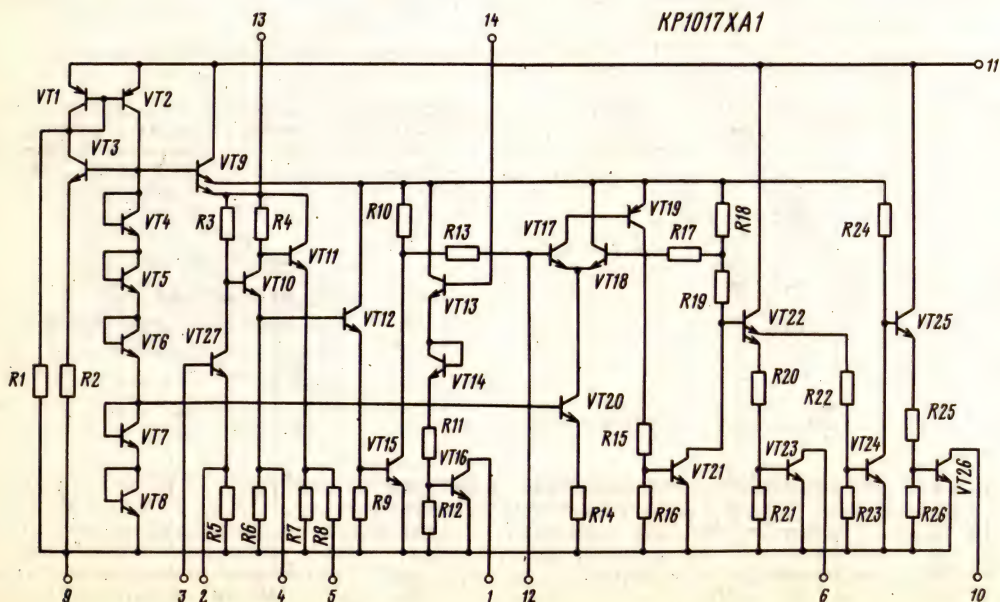 КР1017ХА1
13
14
11
VT1
VT2
VT3
VT9
VT4
R3
R4
VT11
R10
R13
VT17
VT19
R17
R18
R24
VT5
VT10
VT13
VT18
R19
VT6
VT27
VT12
VT22
VT25
R1
R2
VT14
VT20
R20
R22
R25
VT7
R11
R15
VT15
VT16
VT21
VT23
VT24
VT26
VT8
R5
R6
R7
R8
R9
R12
R14
R16
R21
R23
R26
9
3
2
4
5
1
12
6
10